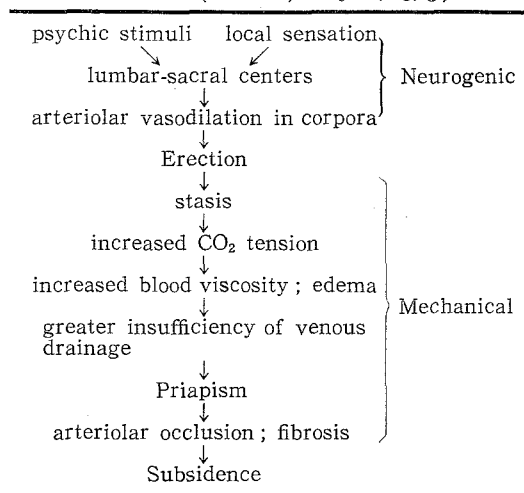 psychic stimuli local sensation
lumbar-sacral centers
Neurogenic
arteriolar vasodilation in corpora
Erection
stasis
increased CO₂ tension
increased blood viscosity ; edema
Mechanical
greater insufficiency of venous
drainage
Priapism
arteriolar occlusion ; fibrosis
Subsidence